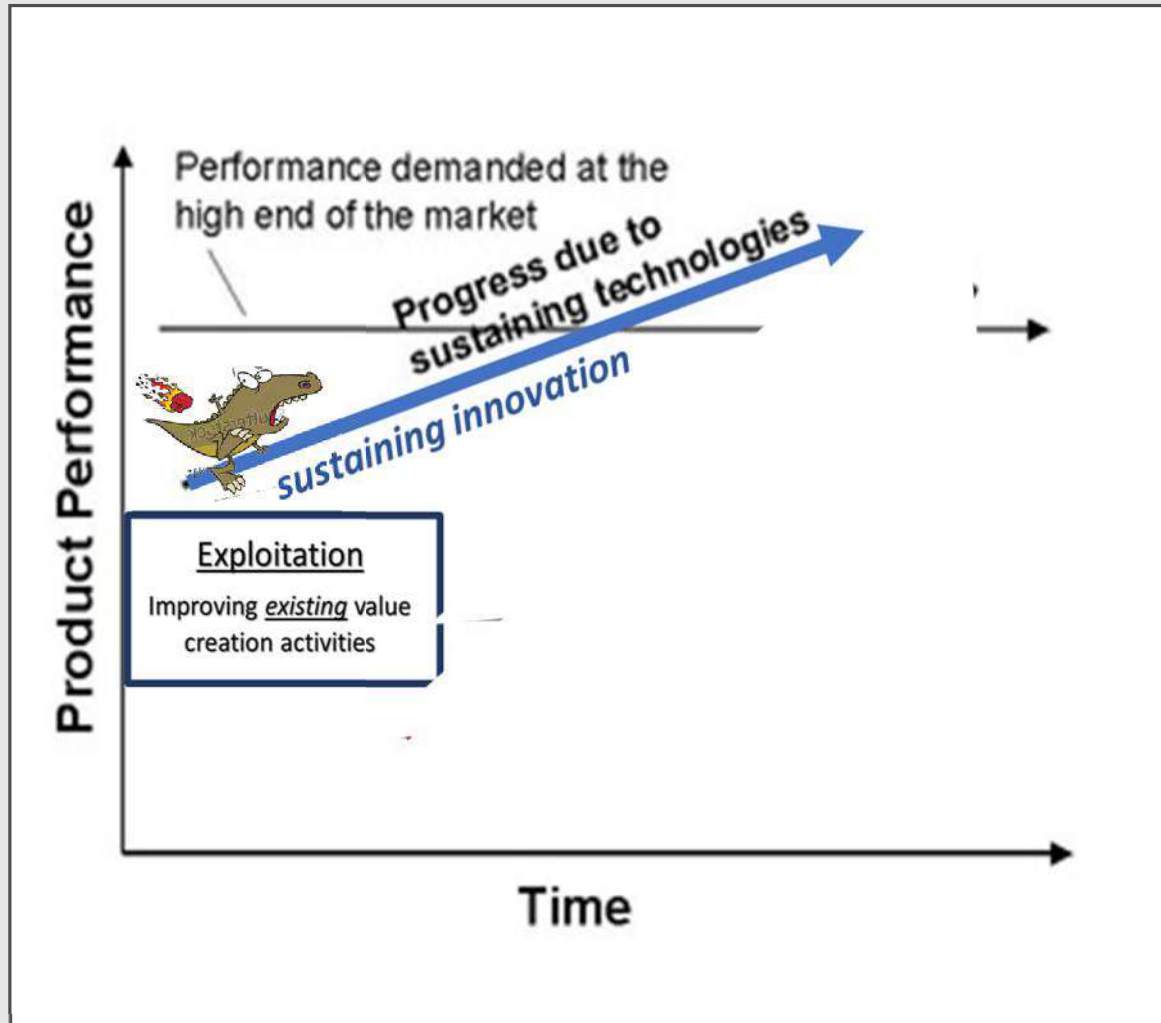 Performance demanded at the
high end of the market
Progress due to
sustaining technologies
sustaining innovation
Exploitation
Improving existing value
creation activities
Product Performance
Time